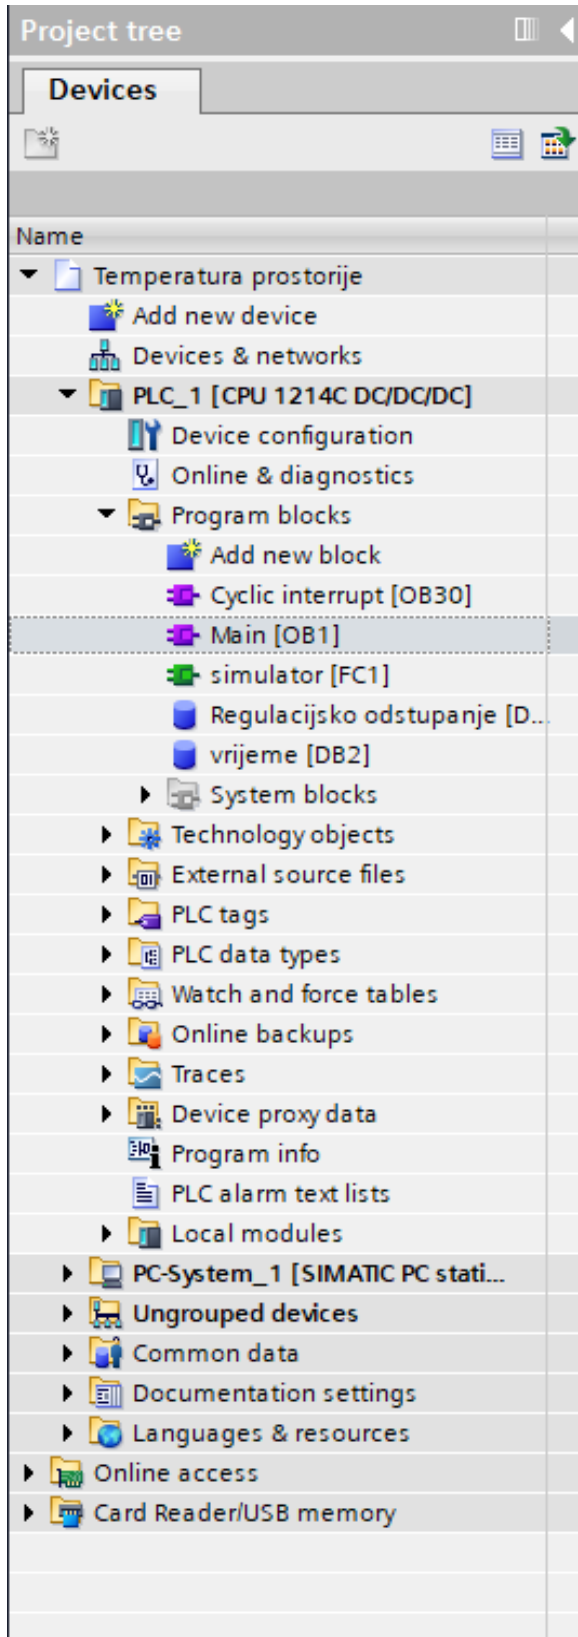 Project tree
Devices
Name
Temperatura prostorije
Add new device
Devices & networks
PLC_1 [CPU 1214C DC/DC/DC]
Device configuration
Online & diagnostics
Program blocks
Add new block
Cyclic interrupt [OB30]
Main [OB1]
simulator [FC1]
Regulacijsko odstupanje [D...
vrijeme [DB2]
System blocks
Technology objects
External source files
PLC tags
PLC data types
Watch and force tables
Online backups
Traces
Device proxy data
Program info
PLC alarm text lists
Local modules
PC-System_1 [SIMATIC PC stati...
Ungrouped devices
Common data
Documentation settings
Languages & resources
Online access
Card Reader/USB memory